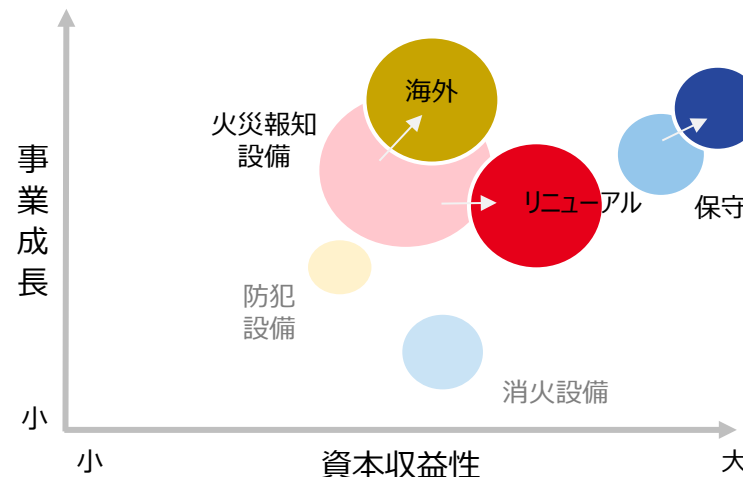 海外
火災報知
設備
リニューアル
保守
事業成長
防犯
設備
消火設備
小
小
資本収益性
大